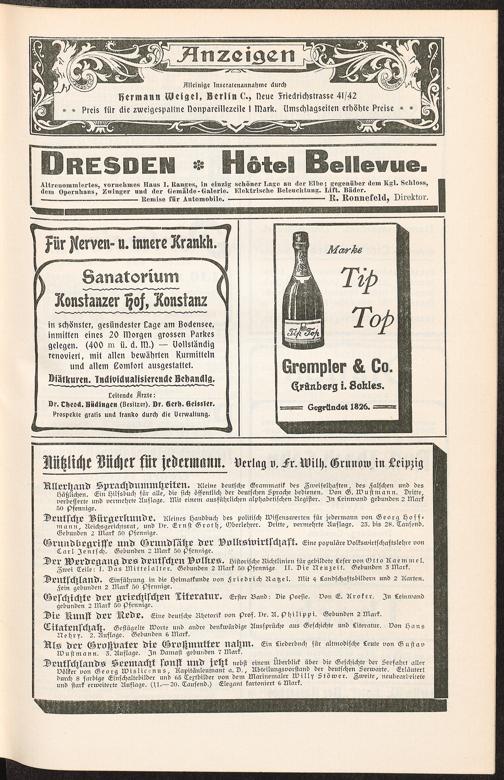 Anzeigen
Alleinige Inseratenannahme durch
Hermann Weigel, Berlin C., Neue Friedrichstrasse 41/42
Preis für die zweigespaltne Nonpareillezeile 1 Mark. Umschlagseiten erhöhte Preise
DRESDEN * Hôtel Bellevue.
Altrenommiertes, vornehmes Haus I. Ranges, in einzig schöner Lage an der Elbe; gegenüber dem Kgl. Schloss,
dem Opernhaus, Zwinger und der Gemälde-Galerie. Elektrische Beleuchtung. Lift. Bäder.
Remise für Automobile. R. Ronnefeld, Direktor.
Für Nerven- u. innere Krankh.
Sanatorium
Konstanzer Hof, Konstanz
in schönster, gesündester Lage am Bodensee,
inmitten eines 20 Morgen grossen Parkes
gelegen. (400 m ü. d. M.) — Vollständig
renoviert, mit allen bewährten Kurmitteln
und allem Comfort ausgestattet.
Diätkuren. Individualisierende Behandlg.
Leitende Ärzte:
Dr. Theod. Büdingen (Besitzer). Dr. Gerh. Geissler.
Prospekte gratis und franko durch die Verwaltung.
Marke
Tip
Top
Tip Top
Grempler & Co.
Grünberg i. Schles.
Gegründet 1826.
Nützliche Bücher für jedermann. Verlag v. Fr. Wilh. Grunow in Leipzig
Allerhand Sprachdummheiten. Kleine deutsche Grammatik des Zweifelhaften, des Falschen und des
Häßlichen. Ein Hilfsbuch für alle, die sich öffentlich der deutschen Sprache bedienen. Von G. Wustmann. Dritte,
verbesserte und vermehrte Auflage. Mit einem ausführlichen alphabetischen Register. In Leinwand gebunden 2 Mark
50 Pfennige.
Deutsche Bürgerkunde. Kleines Handbuch des politisch Wissenswerten für jedermann von Georg Hoff-
mann, Reichsgerichtsrat, und Dr. Ernst Groth, Oberlehrer. Dritte, vermehrte Auflage. 23. bis 28. Tausend.
Gebunden 2 Mark 50 Pfennige.
Grundbegriffe und Grundsätze der Volkswirtschaft. Eine populäre Volkswirtschaftslehre von
Carl Jentsch. Gebunden 2 Mark 50 Pfennige.
Der Werdegang des deutschen Volkes. Historische Richtlinien für gebildete Leser von Otto Kaemmel.
Zwei Teile: I. Das Mittelalter. Gebunden 2 Mark 50 Pfennige. II. Die Neuzeit. Gebunden 3 Mark.
Deutschland. Einführung in die Heimatkunde von Friedrich Ratzel. Mit 4 Landschaftsbildern und 2 Karten.
Fein gebunden 2 Mark 50 Pfennige.
Geschichte der griechischen Literatur. Erster Band: Die Poesie. Von E. Kroker. In Leinwand
gebunden 2 Mark 50 Pfennige.
Die Kunst der Rede. Eine deutsche Rhetorik von Prof. Dr. A. Philippi. Gebunden 2 Mark.
Citatenschatz. Geflügelte Worte und andre denkwürdige Aussprüche aus Geschichte und Literatur. Von Hans
Nehry. 2. Auflage. Gebunden 6 Mark.
Als der Großvater die Großmutter nahm. Ein Liederbuch für altmodische Leute von Gustav
Wustmann. 3. Auflage. In Damast gebunden 7 Mark.
Deutschlands Seemacht sonst und jetzt nebst einem Überblick über die Geschichte der Seefahrt aller
Völker von Georg Wislicenus, Kapitänleutnant a. D., Abteilungsvorstand der deutschen Seewarte. Erläutert
durch 8 farbige Einschaltebilder und 65 Textbilder von dem Marinemaler Willy Stöwer. Zweite, neubearbeitete
und stark erweiterte Auflage. (11.—20. Tausend.) Elegant kartoniert 6 Mark.